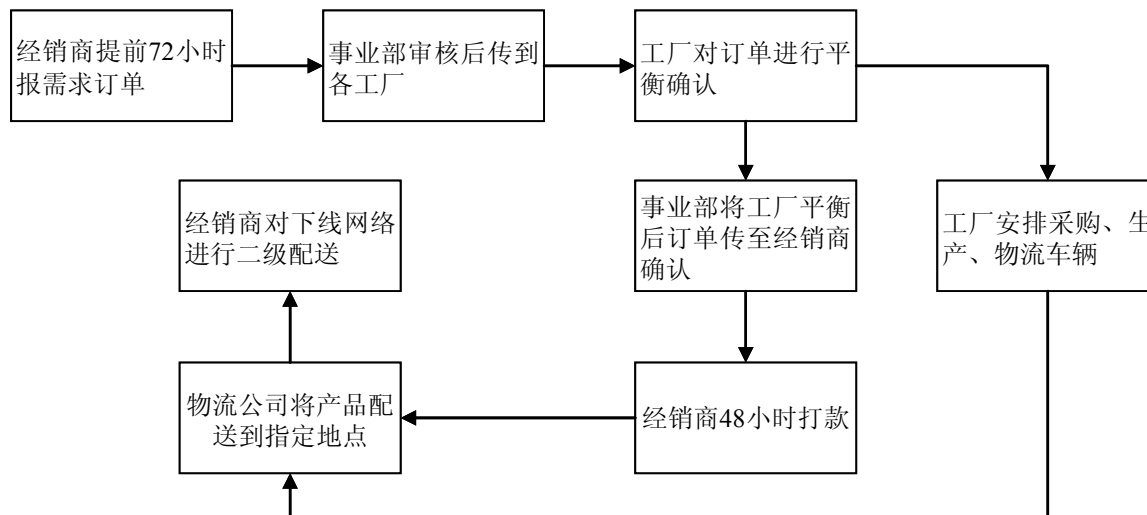 经销商提前72小时
报需求订单
事业部审核后传到
各工厂
工厂对订单进行平
衡确认
经销商对下线网络
进行二级配送
事业部将工厂平衡
后订单传至经销商
确认
工厂安排采购、生
产、物流车辆
物流公司将产品配
送到指定地点
经销商48小时打款